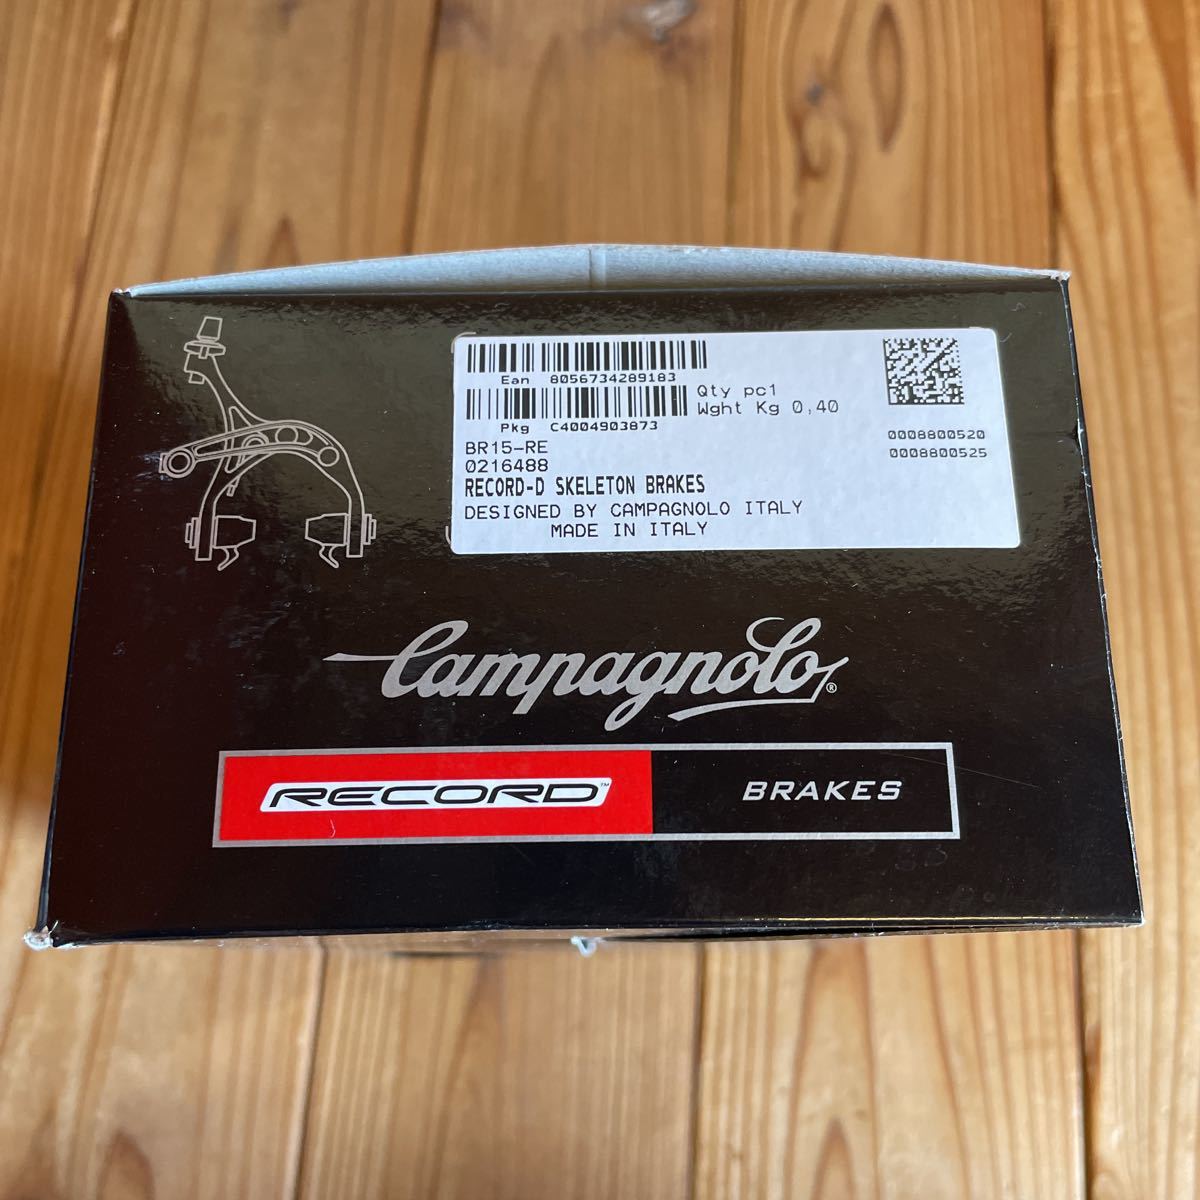 Ean 8056734289183
Pkg C4004903873
Qty pc1
Wght Kg 0,40
0008800520
0008800525
BR15-RE
0216488
RECORD-D SKELETON BRAKES
DESIGNED BY CAMPAGNOLO ITALY
MADE IN ITALY
Campagnolo®
RECORD™ BRAKES